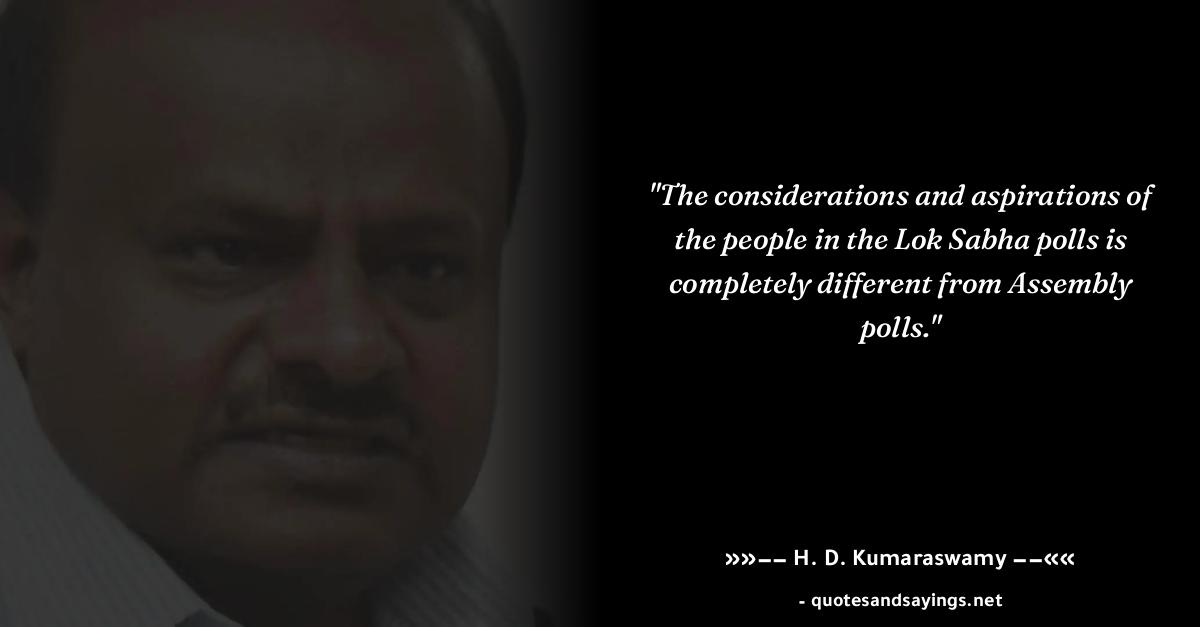 "The considerations and aspirations of
the people in the Lok Sabha polls is
completely different from Assembly
polls."
»»−− H. D. Kumaraswamy −−««
- quotesandsayings.net